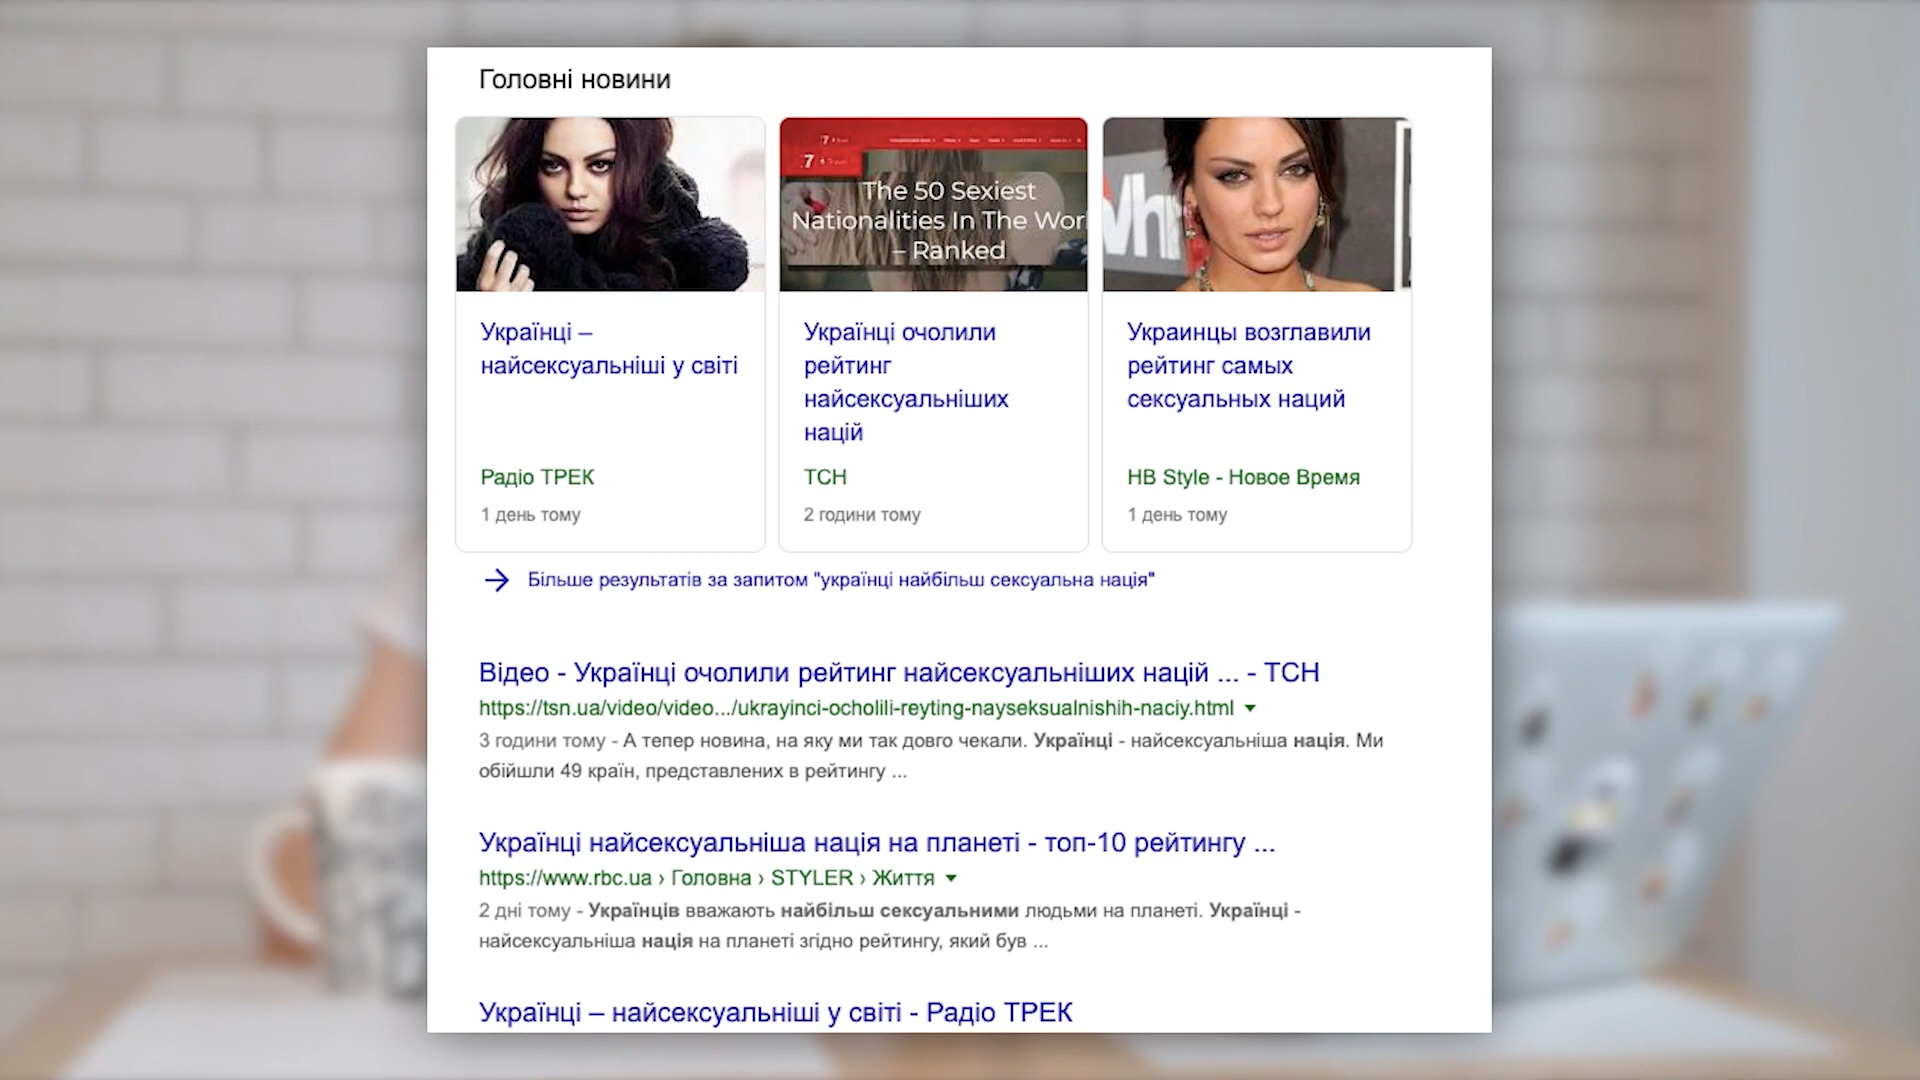 Головні новини
The 50 Sexiest
Nationalities In The Wor
– Ranked
Українці –
найсексуальніші у світі
Радіо ТРЕК
1 день тому
Українці очолили
рейтинг
найсексуальніших
націй
ТСН
2 години тому
Украинцы возглавили
рейтинг самых
сексуальных наций
НВ Style - Новое Время
1 день тому
Більше результатів за запитом "українці найбільш сексуальна нація"
Відео - Українці очолили рейтинг найсексуальніших націй ... - ТСН
https://tsn.ua/video/video.../ukrayinci-ocholili-reyting-nayseksualnishih-naciy.html
3 години тому - А тепер новина, на яку ми так довго чекали. Українці - найсексуальніша нація. Ми
обійшли 49 країн, представлених в рейтингу ...
Українці найсексуальніша нація на планеті - топ-10 рейтингу ...
https://www.rbc.ua › Головна › STYLER › Життя
2 дні тому - Українців вважають найбільш сексуальними людьми на планеті. Українці -
найсексуальніша нація на планеті згідно рейтингу, який був ...
Українці – найсексуальніші у світі - Радіо ТРЕК